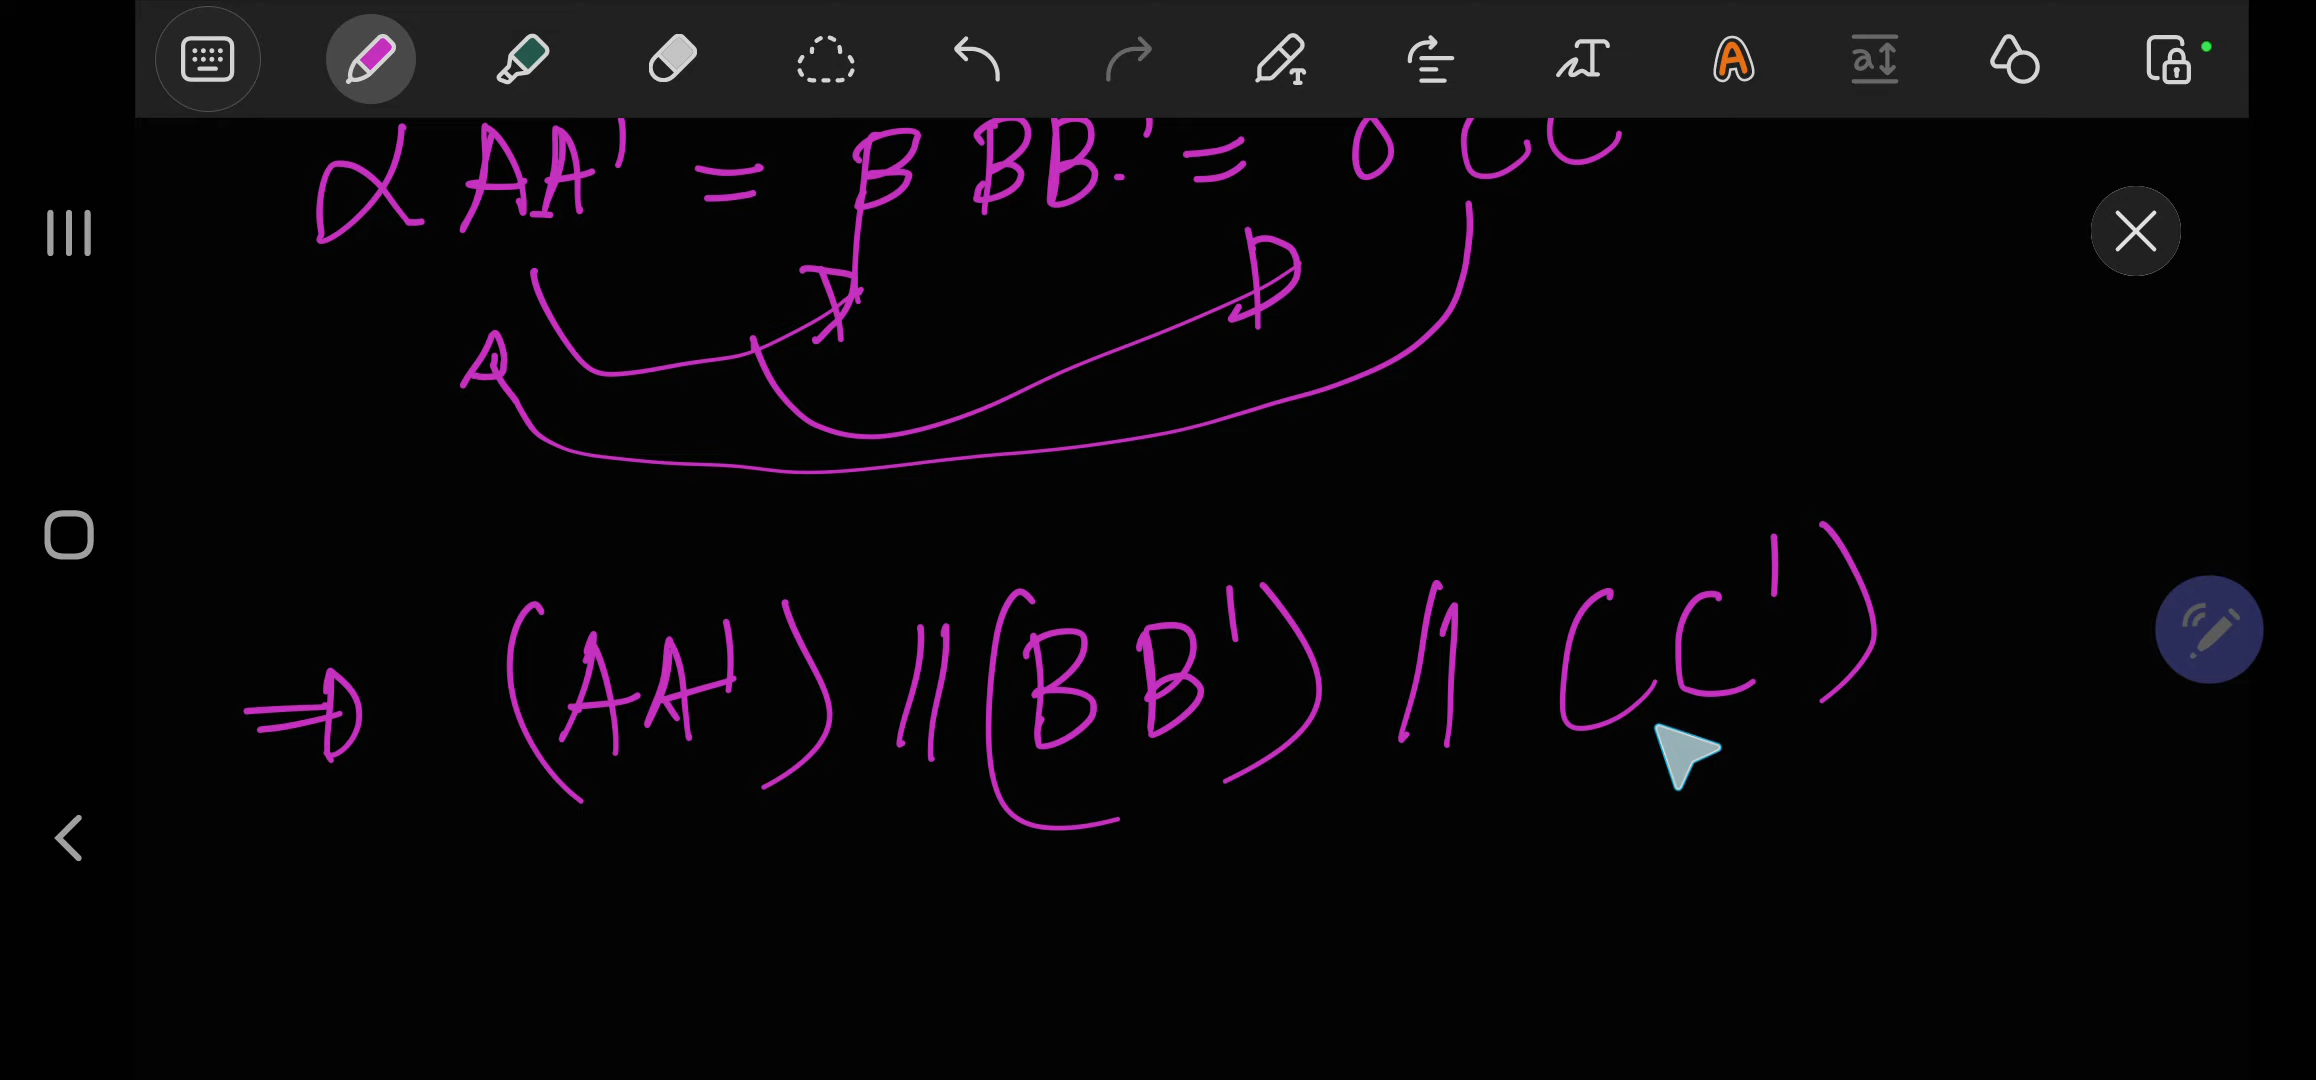 α AA' = β BB' = γ CC
⇒ (AA') // (BB') // (CC')